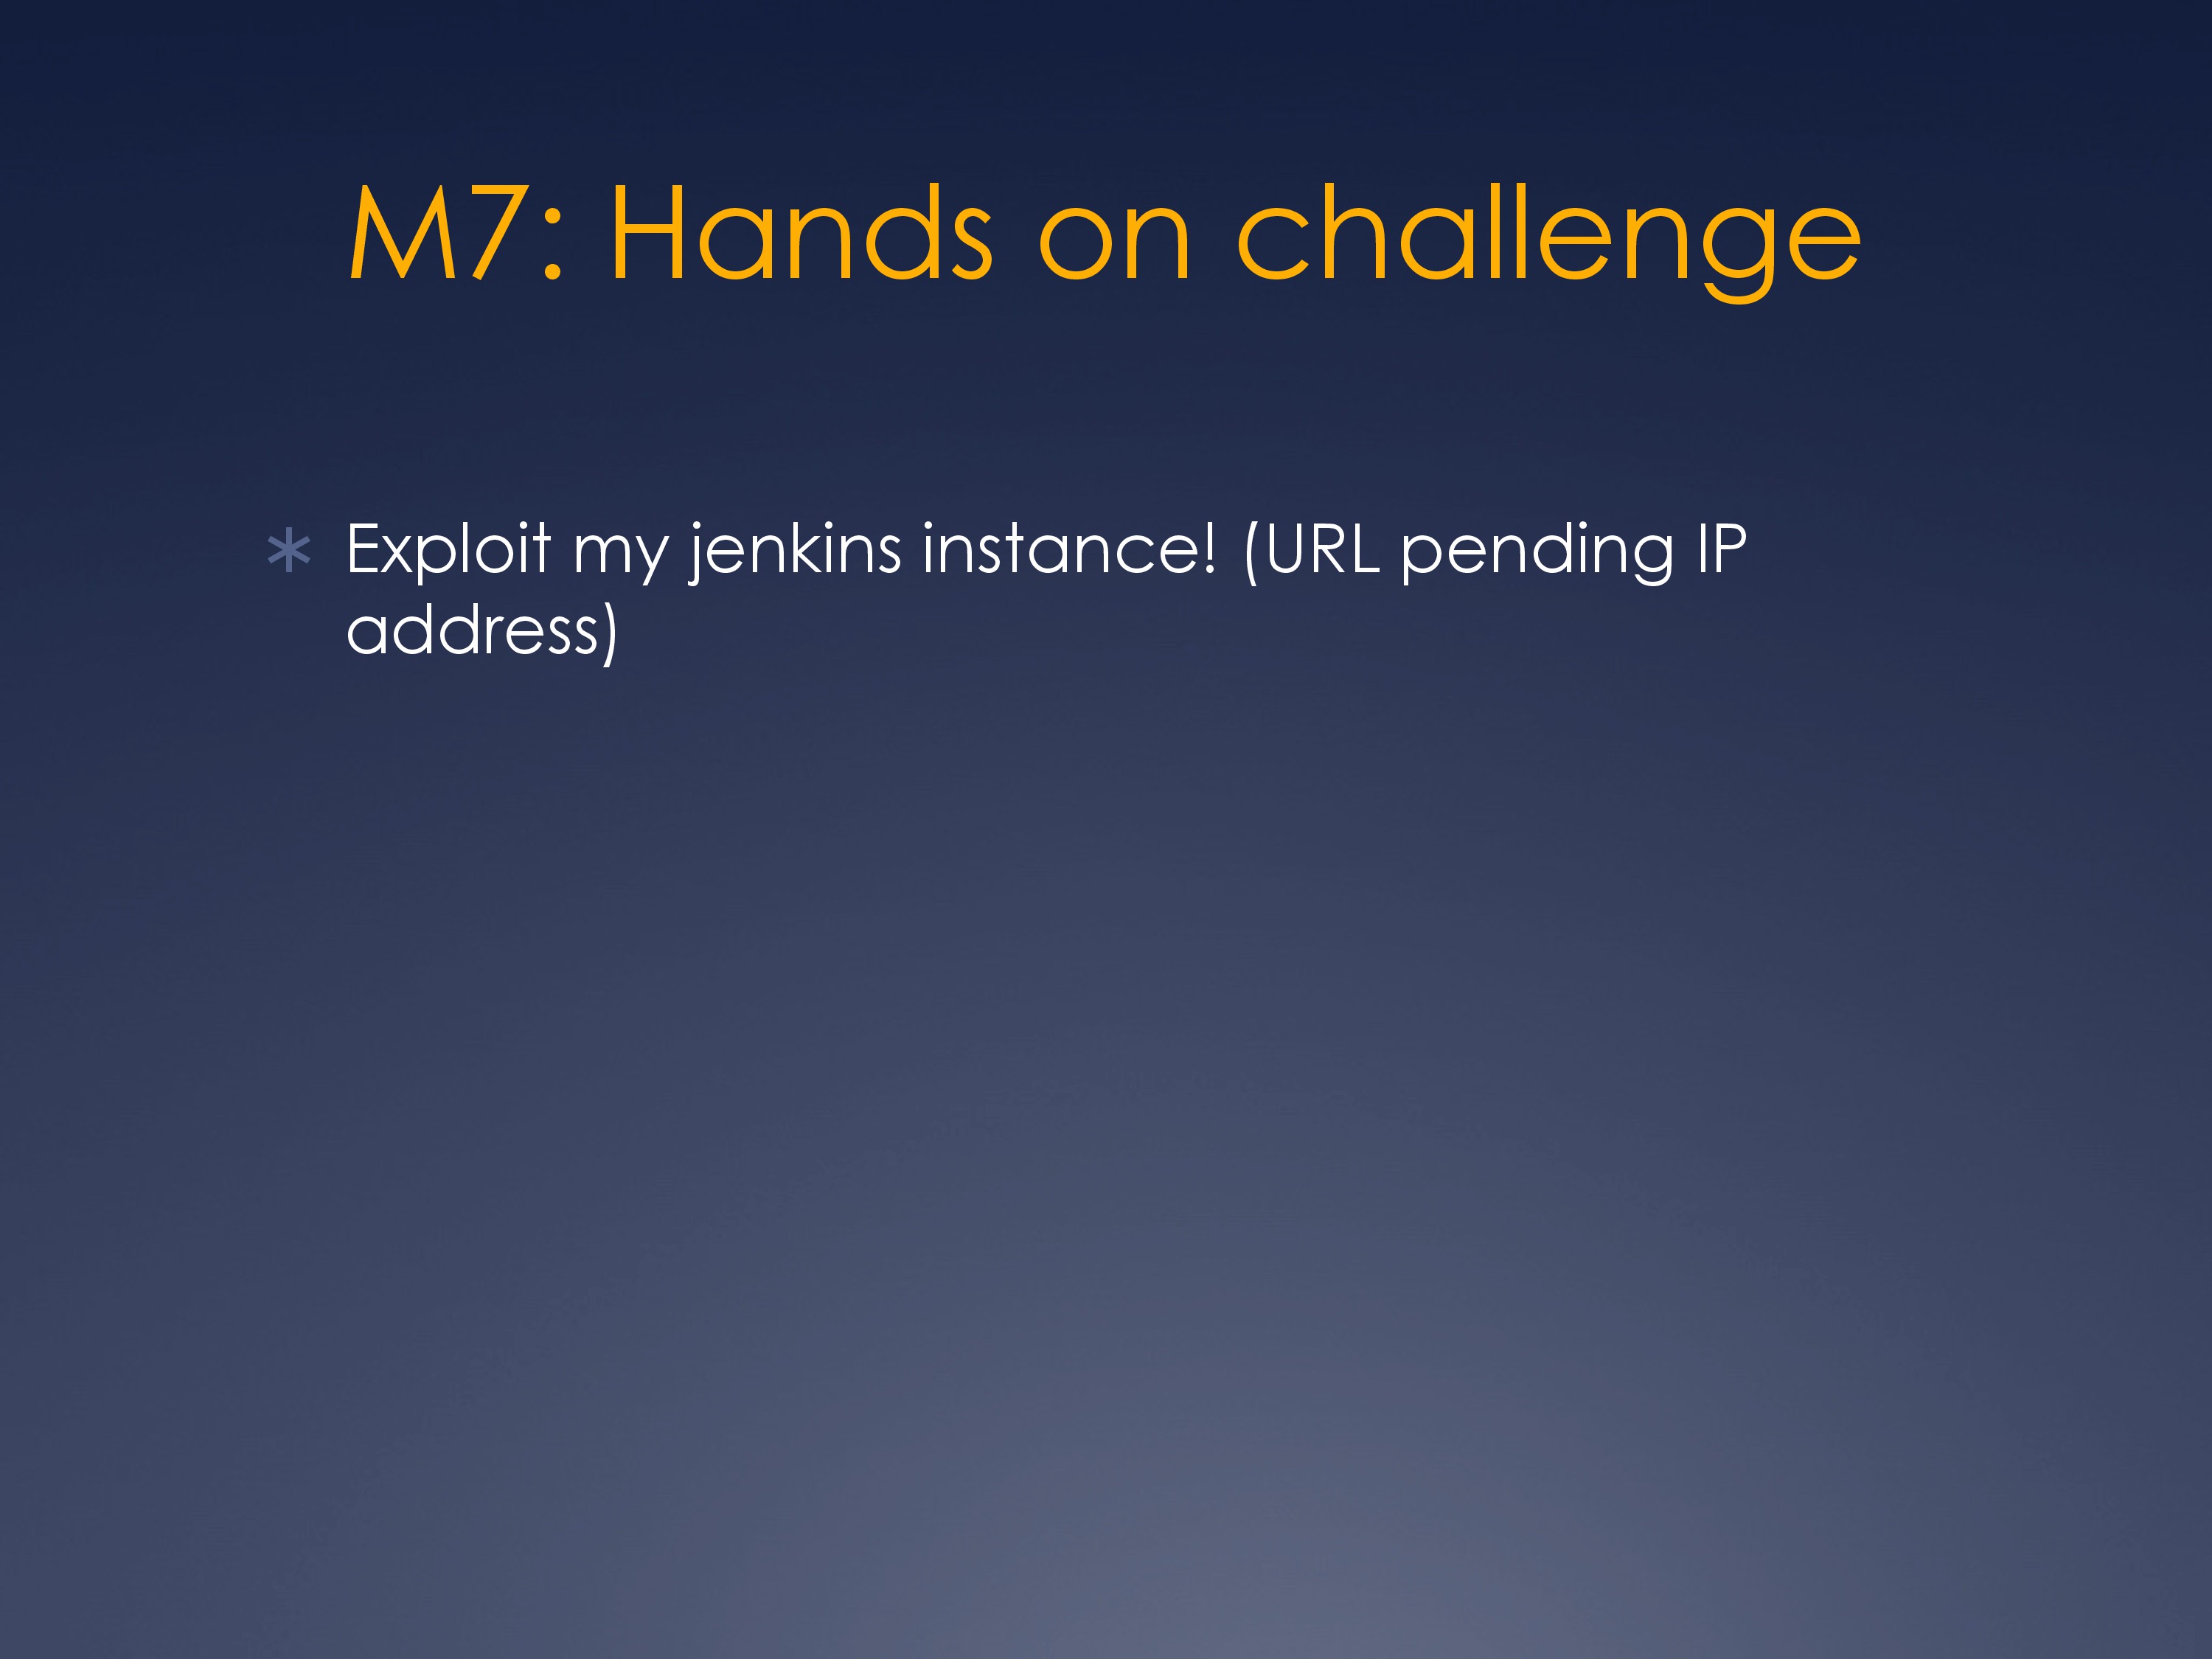 M7: Hands on challenge
* Exploit my jenkins instance! (URL pending IP
address)